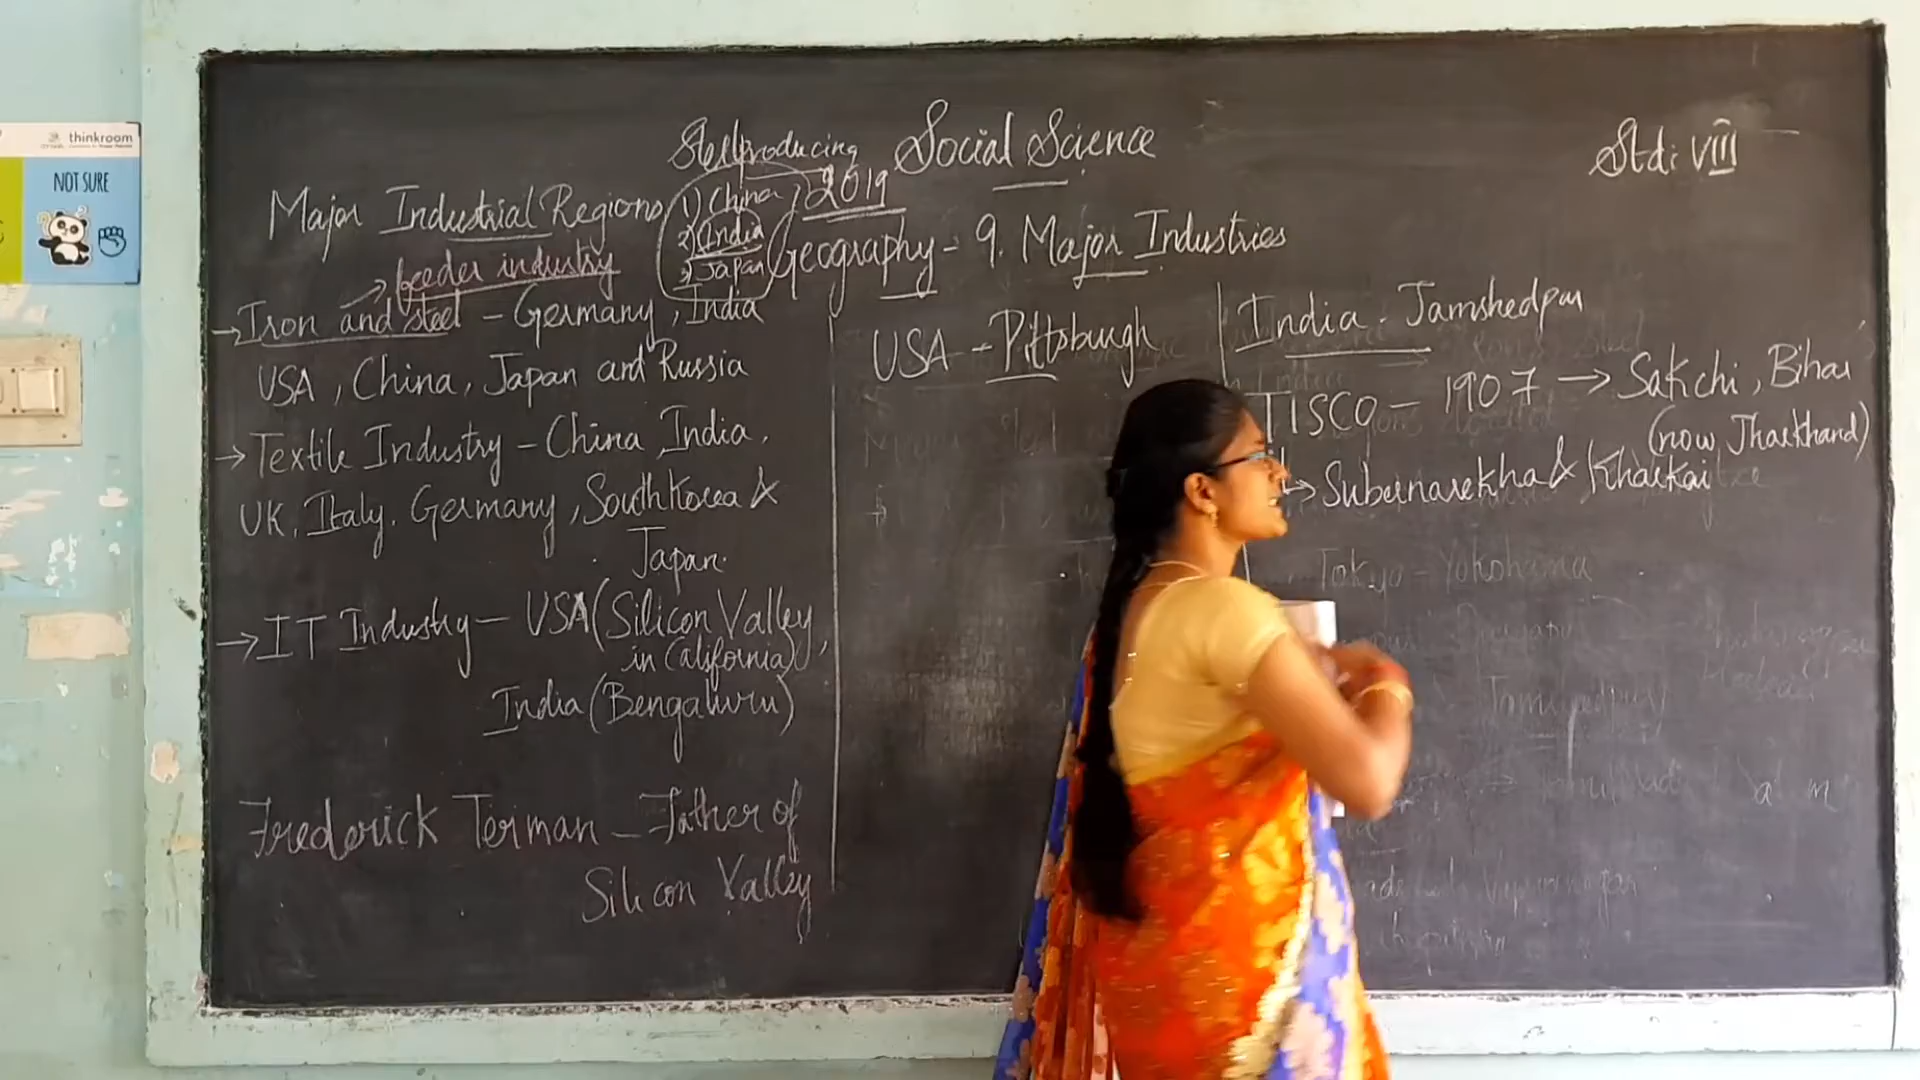 thinkroom
NOT SURE
Social Science
Std: VIII
Geography - 9. Major Industries
Major Industrial Regions
Steel producing
2019
1) China
2) India
3) Japan
feeder industry
→ Iron and steel - Germany, India
USA, China, Japan and Russia
→ Textile Industry - China, India,
UK, Italy, Germany, South Korea &
Japan.
→ IT Industry - USA (Silicon Valley
in California),
India (Bengaluru)
Frederick Terman - Father of
Silicon Valley
USA - Pittsburgh
India - Jamshedpur
TISCO - 1907 → Sakchi, Bihar
(now Jharkhand)
→ Subernarekha & Kharkai
Tokyo - Yokohama